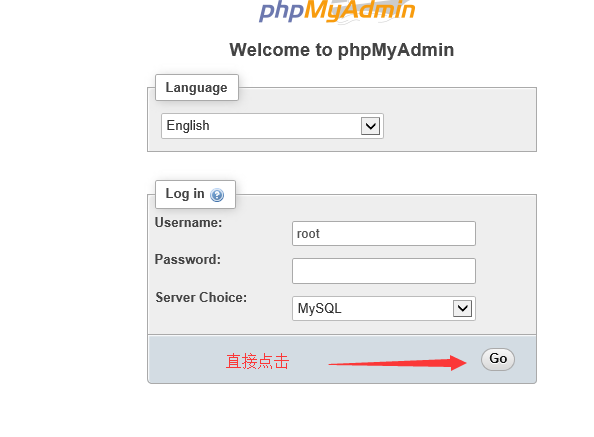 phpMyAdmin
Welcome to phpMyAdmin
Language
English
Log in
Username:
root
Password:
Server Choice:
MySQL
直接点击
Go